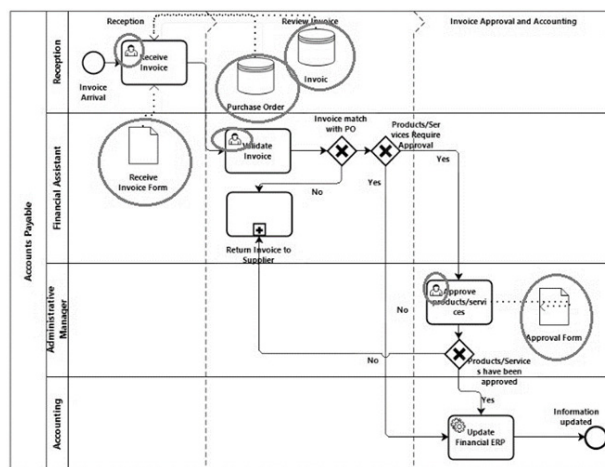 Reception
Review Invoice
Invoice Approval and Accounting
Accounts Payable
Reception
Invoice
Arrival
Receive
Invoice
Purchase Order
Invoic
Financial Assistant
Receive
Invoice Form
Validate
Invoice
Invoice match
with PO
Products/Ser
vices Require
Approval
No
Yes
Yes
Return Invoice to
Supplier
Administrative
Manager
Approve
products/servi
ces
Approval Form
No
No
Products/Service
s have been
approved
Yes
Accounting
Update
Financial ERP
Information
updated